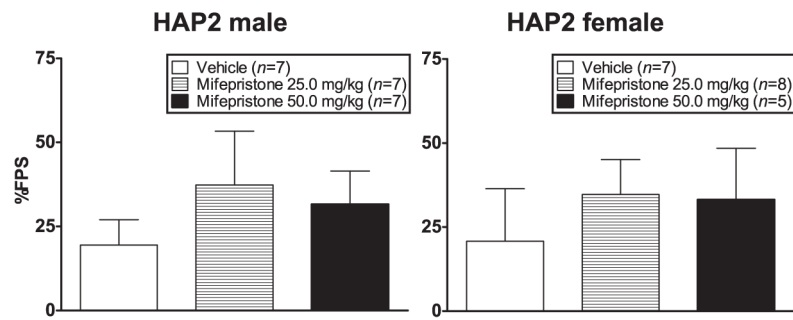 HAP2 male
%FPS
75
50
25
0
Vehicle (n=7)
Mifepristone 25.0 mg/kg (n=7)
Mifepristone 50.0 mg/kg (n=7)
HAP2 female
75
50
25
0
Vehicle (n=7)
Mifepristone 25.0 mg/kg (n=8)
Mifepristone 50.0 mg/kg (n=5)